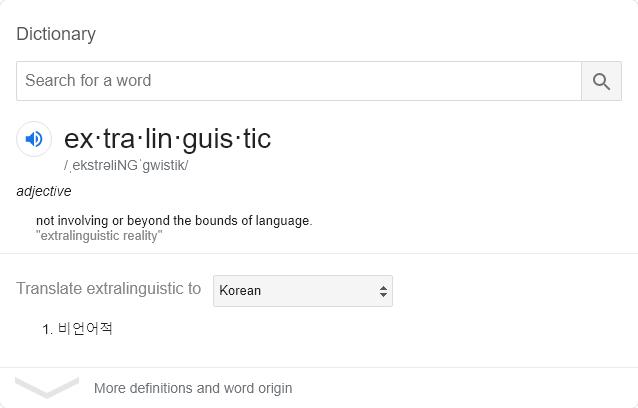 Dictionary
Search for a word
ex·tra·lin·guis·tic
/ˌekstrəliNGˈgwistik/
adjective
not involving or beyond the bounds of language.
"extralinguistic reality"
Translate extralinguistic to Korean
1. 비언어적
More definitions and word origin